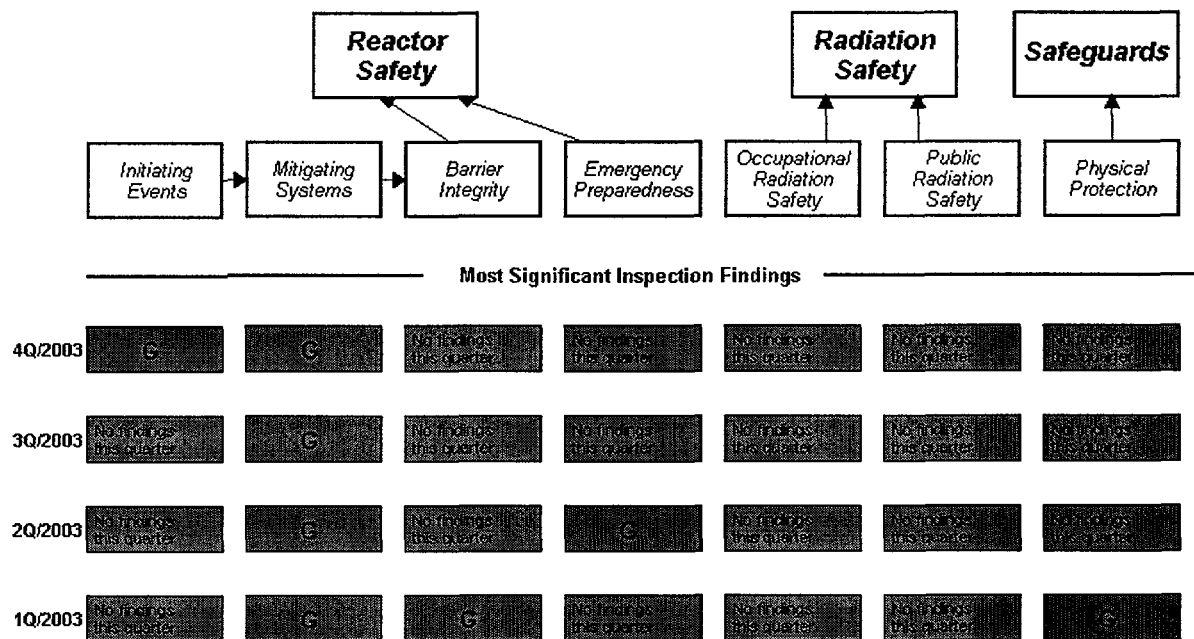 Reactor
Safety
Radiation
Safety
Safeguards
Initiating
Events
Mitigating
Systems
Barrier
Integrity
Emergency
Preparedness
Occupational
Radiation
Safety
Public
Radiation
Safety
Physical
Protection
Most Significant Inspection Findings
4Q/2003
G
G
No findings
this quarter
No findings
this quarter
No findings
this quarter
No findings
this quarter
No findings
this quarter
3Q/2003
No findings
this quarter
G
No findings
this quarter
No findings
this quarter
No findings
this quarter
No findings
this quarter
No findings
this quarter
2Q/2003
No findings
this quarter
G
No findings
this quarter
G
No findings
this quarter
No findings
this quarter
No findings
this quarter
1Q/2003
No findings
this quarter
G
G
No findings
this quarter
No findings
this quarter
No findings
this quarter
G